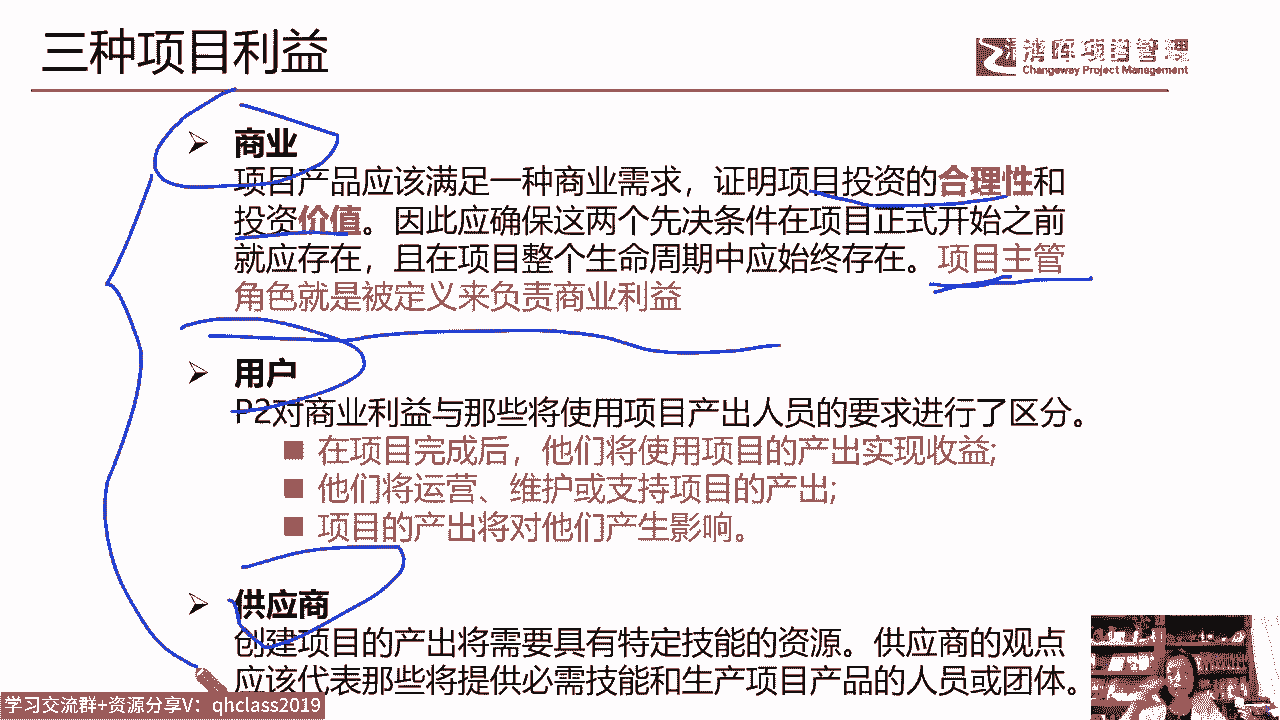 三种项目利益
清晖项目管理
Changeway Project Management
商业
项目产品应该满足一种商业需求，证明项目投资的合理性和
投资价值。因此应确保这两个先决条件在项目正式开始之前
就应存在，且在项目整个生命周期中应始终存在。项目主管
角色就是被定义来负责商业利益
用户
P2对商业利益与那些将使用项目产出人员的要求进行了区分。
在项目完成后，他们将使用项目的产出实现收益;
他们将运营、维护或支持项目的产出;
项目的产出将对他们产生影响。
供应商
创建项目的产出将需要具有特定技能的资源。供应商的观点
应该代表那些将提供必需技能和生产项目产品的人员或团体。
学习交流群+资源分享V：qhclass2019